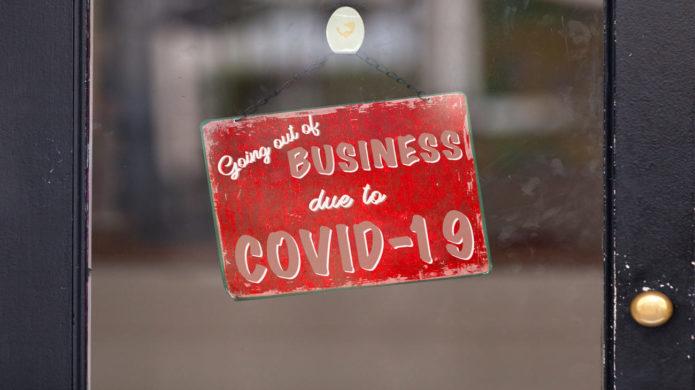 Going out of
BUSINESS
due to
COVID-19